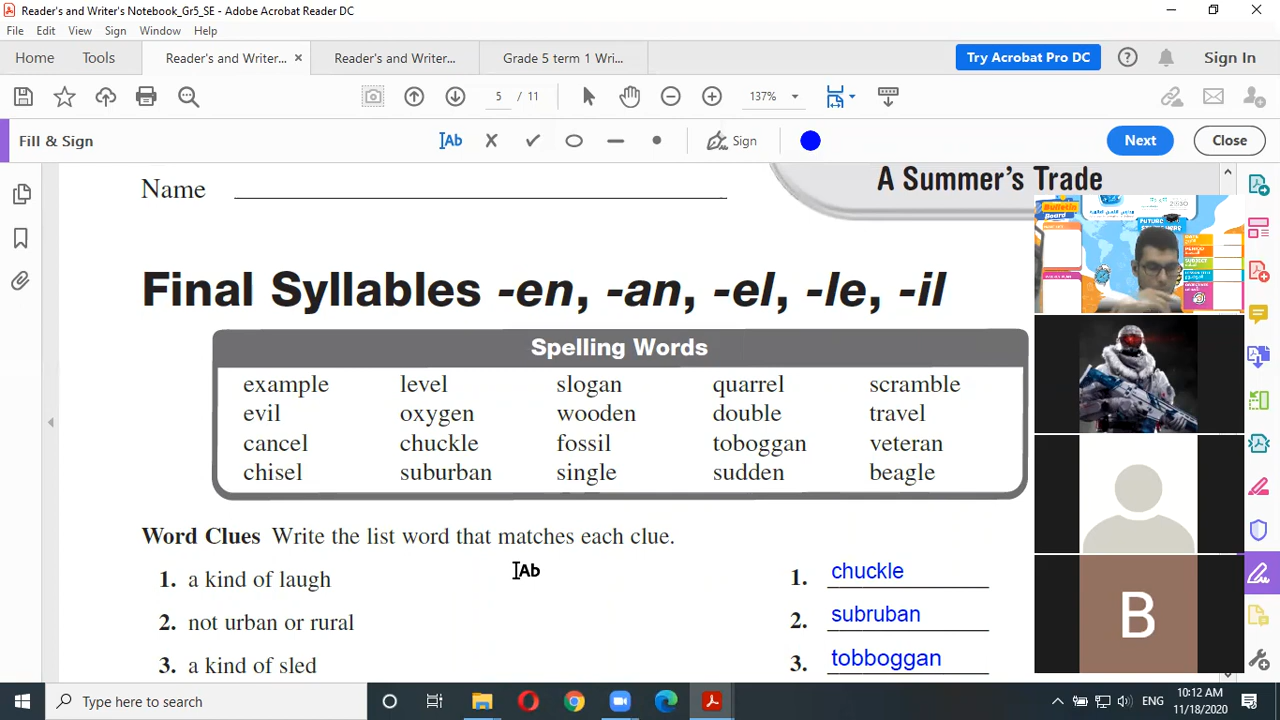 Reader's and Writer's Notebook_Gr5_SE - Adobe Acrobat Reader DC
File Edit View Sign Window Help
Home Tools Reader's and Writer... × Reader's and Writer... Grade 5 term 1 Wri... Try Acrobat Pro DC Sign In
5 / 11 137%
Fill & Sign Ab Sign Next Close
Name
A Summer's Trade
Bulletin Board
FUTURE
Final Syllables -en, -an, -el, -le, -il
Spelling Words
example level slogan quarrel scramble
evil oxygen wooden double travel
cancel chuckle fossil toboggan veteran
chisel suburban single sudden beagle
Word Clues Write the list word that matches each clue.
Ab
1. a kind of laugh 1. chuckle
2. not urban or rural 2. subruban
3. a kind of sled 3. tobboggan
B
Type here to search
ENG
10:12 AM
11/18/2020